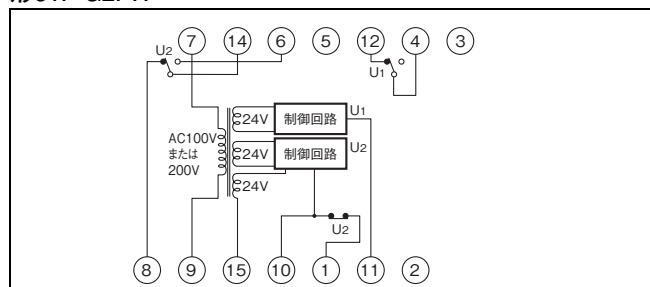 ⑦ ⑭ ⑥ ⑤ ⑫ ④ ③
U2
U1
24V 制御回路 U1
AC100V
または
200V
24V 制御回路 U2
24V
U2
⑧ ⑨ ⑮ ⑩ ① ⑪ ②